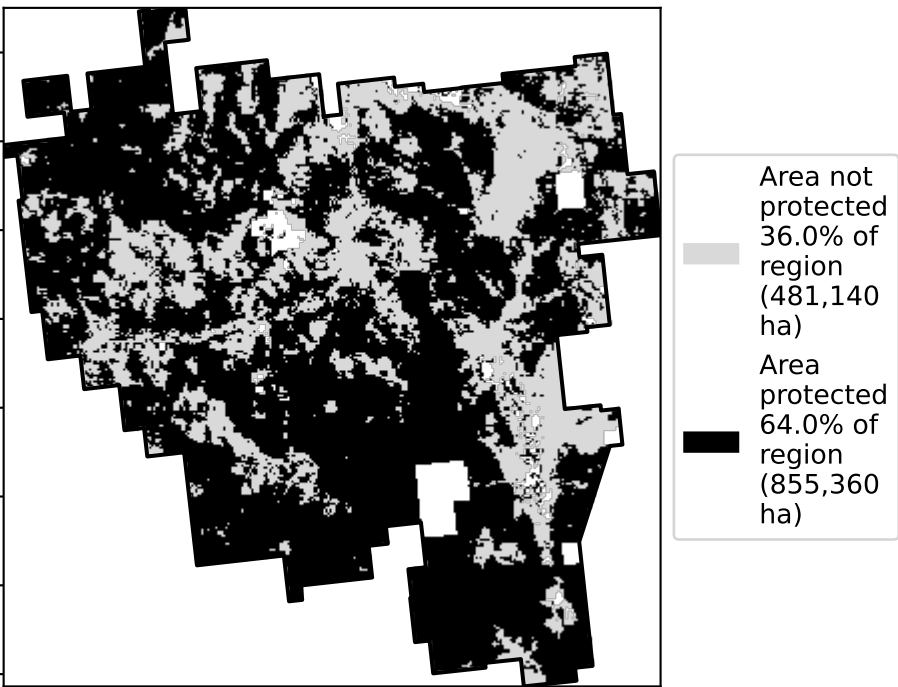 Area not
protected
36.0% of
region
(481,140
ha)
Area
protected
64.0% of
region
(855,360
ha)